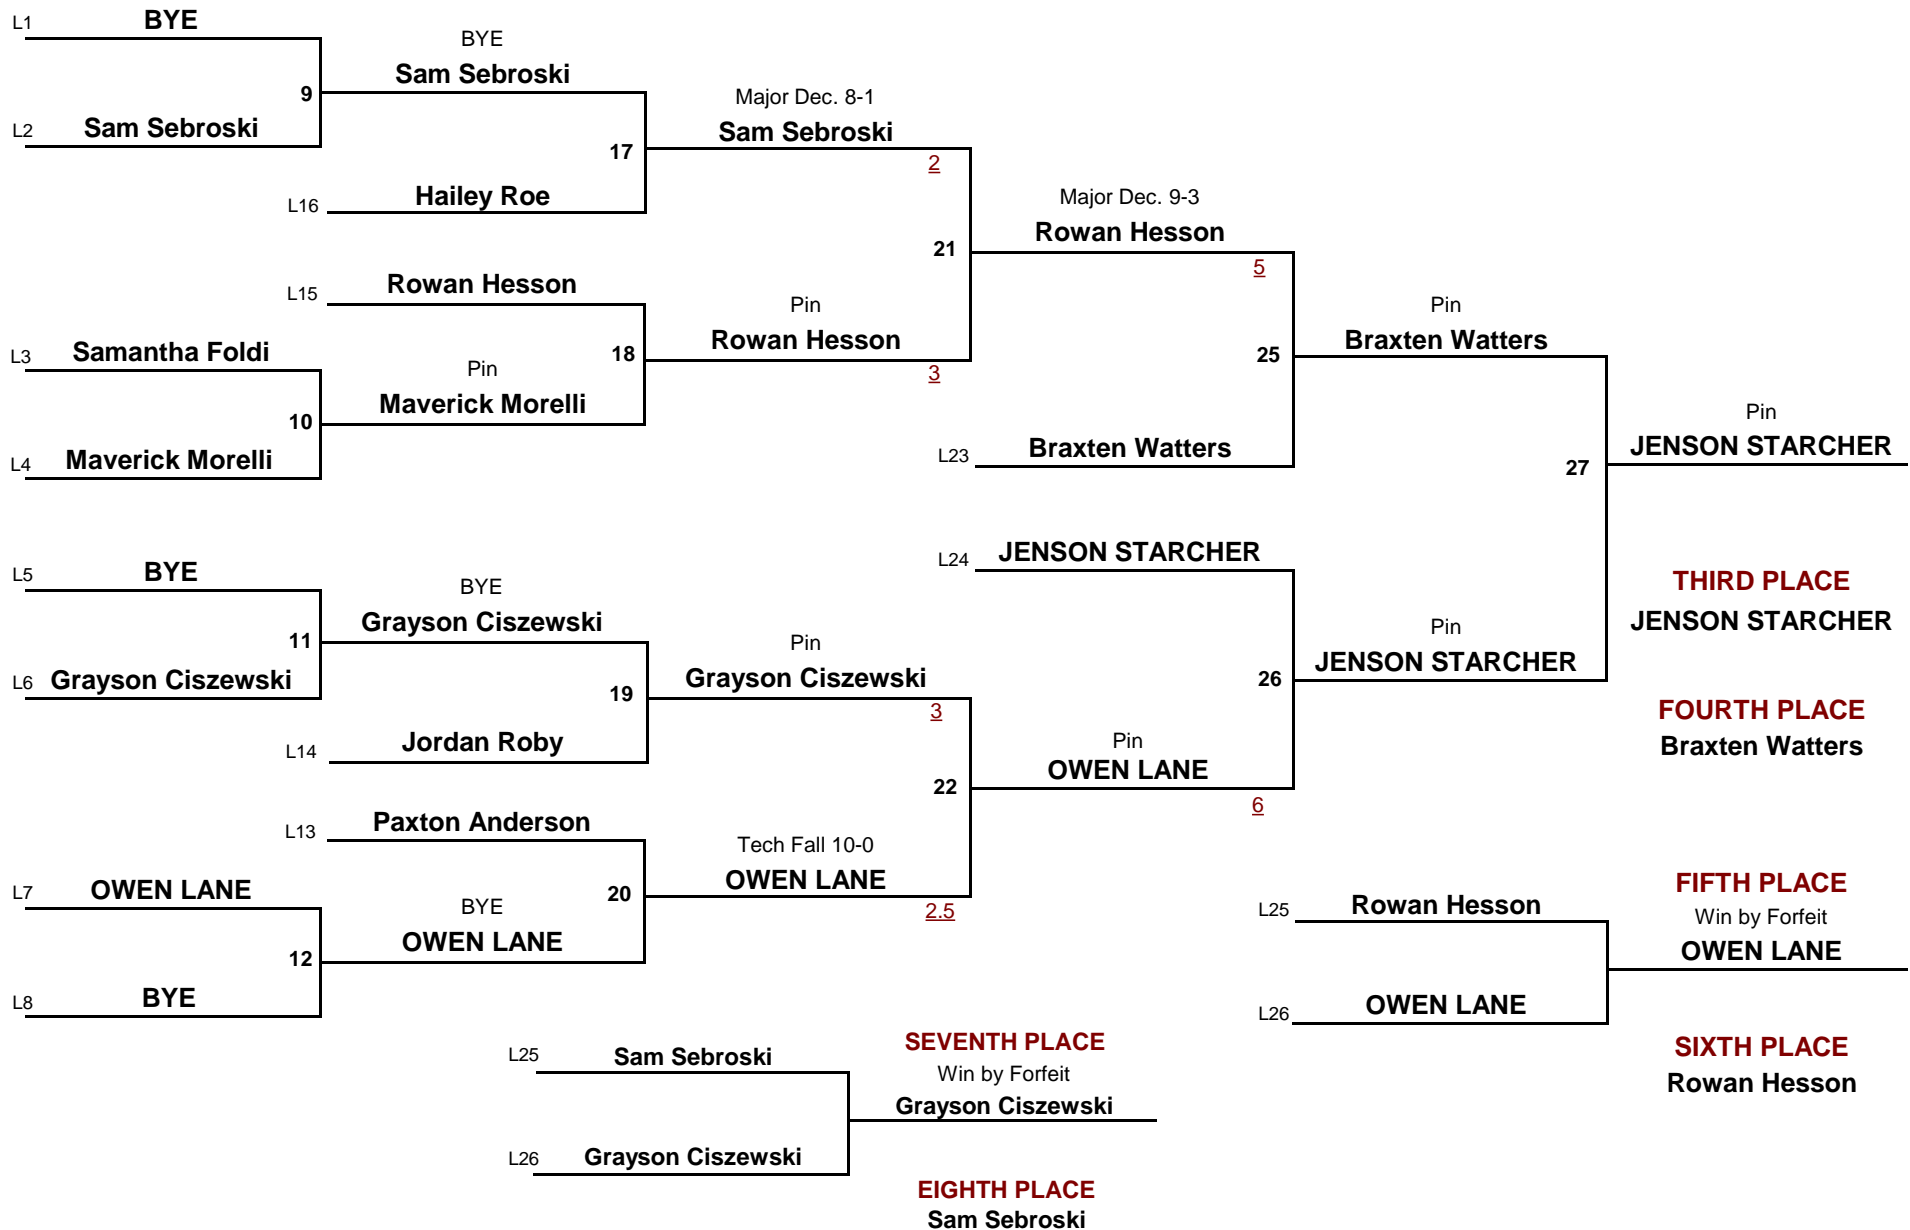 L1 BYE
BYE
Sam Sebroski
9
L2 Sam Sebroski
Major Dec. 8-1
Sam Sebroski
2
17
L16 Hailey Roe
Major Dec. 9-3
Rowan Hesson
5
21
L15 Rowan Hesson
Pin
Rowan Hesson
3
18
L3 Samantha Foldi
Pin
Maverick Morelli
10
L4 Maverick Morelli
Pin
Braxten Watters
25
L23 Braxten Watters
Pin
JENSON STARCHER
27
L24 JENSON STARCHER
L5 BYE
BYE
Grayson Ciszewski
11
L6 Grayson Ciszewski
Pin
Grayson Ciszewski
3
19
L14 Jordan Roby
Pin
JENSON STARCHER
26
THIRD PLACE
JENSON STARCHER
FOURTH PLACE
Braxten Watters
Pin
OWEN LANE
6
22
L13 Paxton Anderson
Tech Fall 10-0
OWEN LANE
2.5
20
L7 OWEN LANE
BYE
OWEN LANE
12
L8 BYE
L25 Rowan Hesson
FIFTH PLACE
Win by Forfeit
OWEN LANE
L26 OWEN LANE
SIXTH PLACE
Rowan Hesson
L25 Sam Sebroski
SEVENTH PLACE
Win by Forfeit
Grayson Ciszewski
L26 Grayson Ciszewski
EIGHTH PLACE
Sam Sebroski